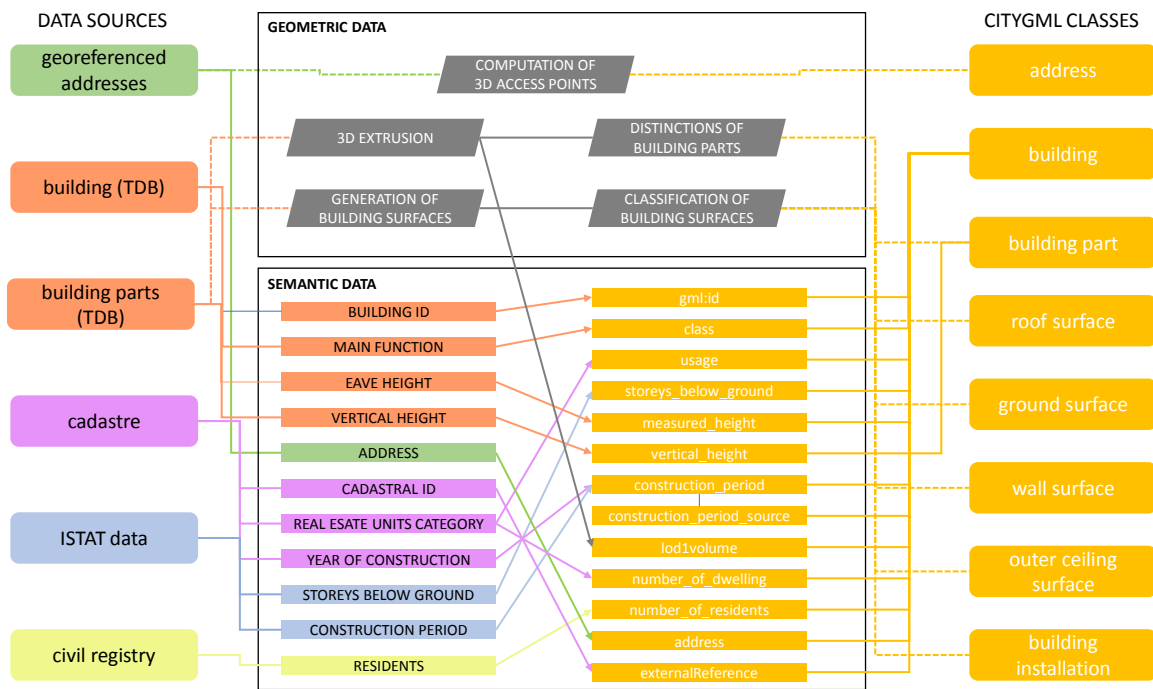 DATA SOURCES
georeferenced
addresses
building (TDB)
building parts
(TDB)
cadastre
ISTAT data
civil registry
GEOMETRIC DATA
COMPUTATION OF
3D ACCESS POINTS
3D EXTRUSION
DISTINCTIONS OF
BUILDING PARTS
GENERATION OF
BUILDING SURFACES
CLASSIFICATION OF
BUILDING SURFACES
SEMANTIC DATA
BUILDING ID
MAIN FUNCTION
EAVE HEIGHT
VERTICAL HEIGHT
ADDRESS
CADASTRAL ID
REAL ESATE UNITS CATEGORY
YEAR OF CONSTRUCTION
STOREYS BELOW GROUND
CONSTRUCTION PERIOD
RESIDENTS
gml:id
class
usage
storeys_below_ground
measured_height
vertical_height
construction_period
construction_period_source
lod1volume
number_of_dwelling
number_of_residents
address
externalReference
CITYGML CLASSES
address
building
building part
roof surface
ground surface
wall surface
outer ceiling
surface
building
installation